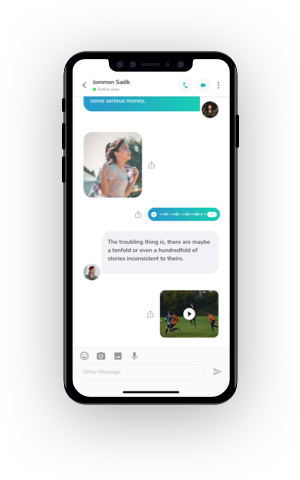 Jommon Sadik
Active now
some serious money.
The troubling thing is, there are maybe
a tenfold or even a hundredfold of
stories inconsistent to theirs.
Write Message